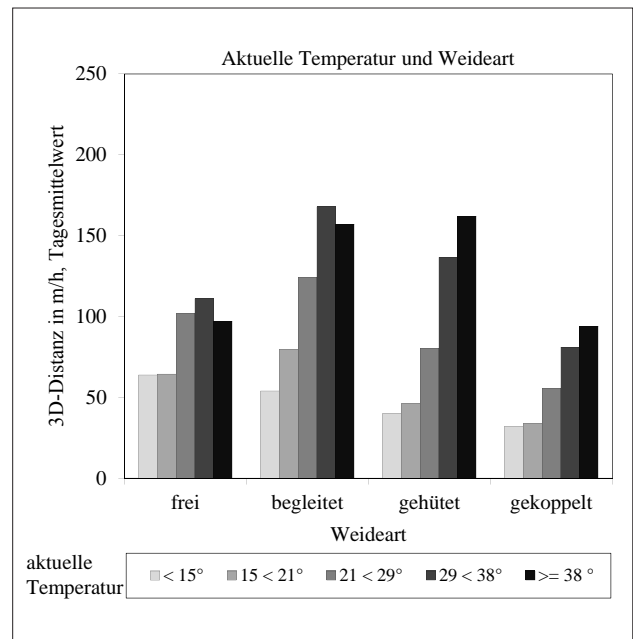 Aktuelle Temperatur und Weideart
3D-Distanz in m/h, Tagesmittelwert
250
200
150
100
50
0
frei begleitet gehütet gekoppelt
Weideart
aktuelle
Temperatur
< 15° 15 < 21° 21 < 29° 29 < 38° >= 38 °